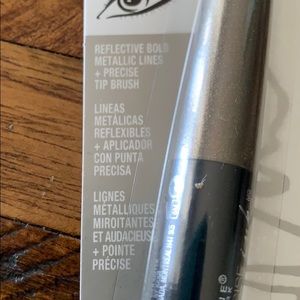 REFLECTIVE BOLD
METALLIC LINES
+ PRECISE
TIP BRUSH
LINEAS
METÁLICAS
REFLEXIBLES
+ APLICADOR
CON PUNTA
PRECISA
LIGNES
MÉTALLIQUES
MIROITANTES
ET AUDACIEUSES
+ POINTE
PRÉCISE